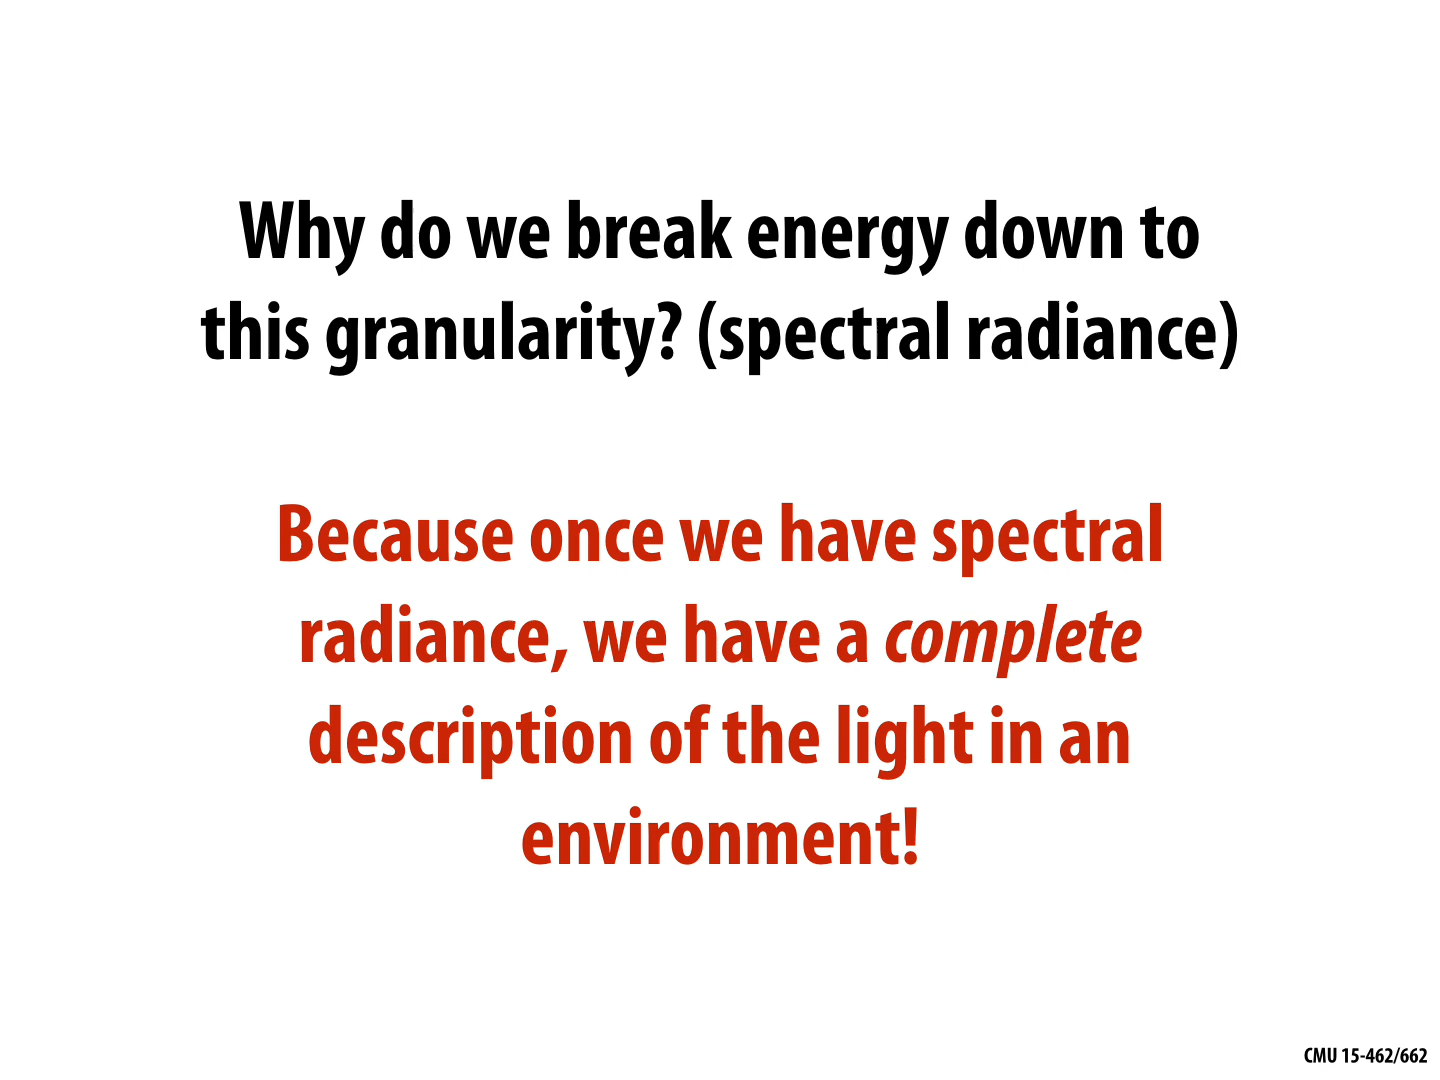 Why do we break energy down to
this granularity? (spectral radiance)
Because once we have spectral
radiance, we have a complete
description of the light in an
environment!
CMU 15-462/662